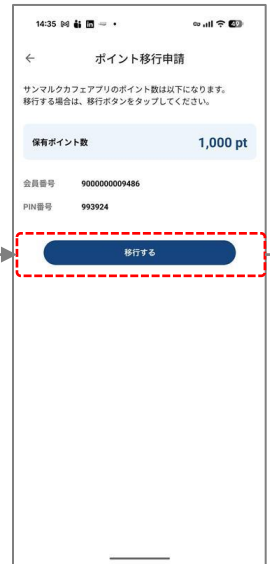 14:35
49
ポイント移行申請
サンマルクカフェアプリのポイント数は以下になります。
移行する場合は、移行ボタンをタップしてください。
保有ポイント数 1,000 pt
会員番号 9000000009486
PIN番号 993924
移行する